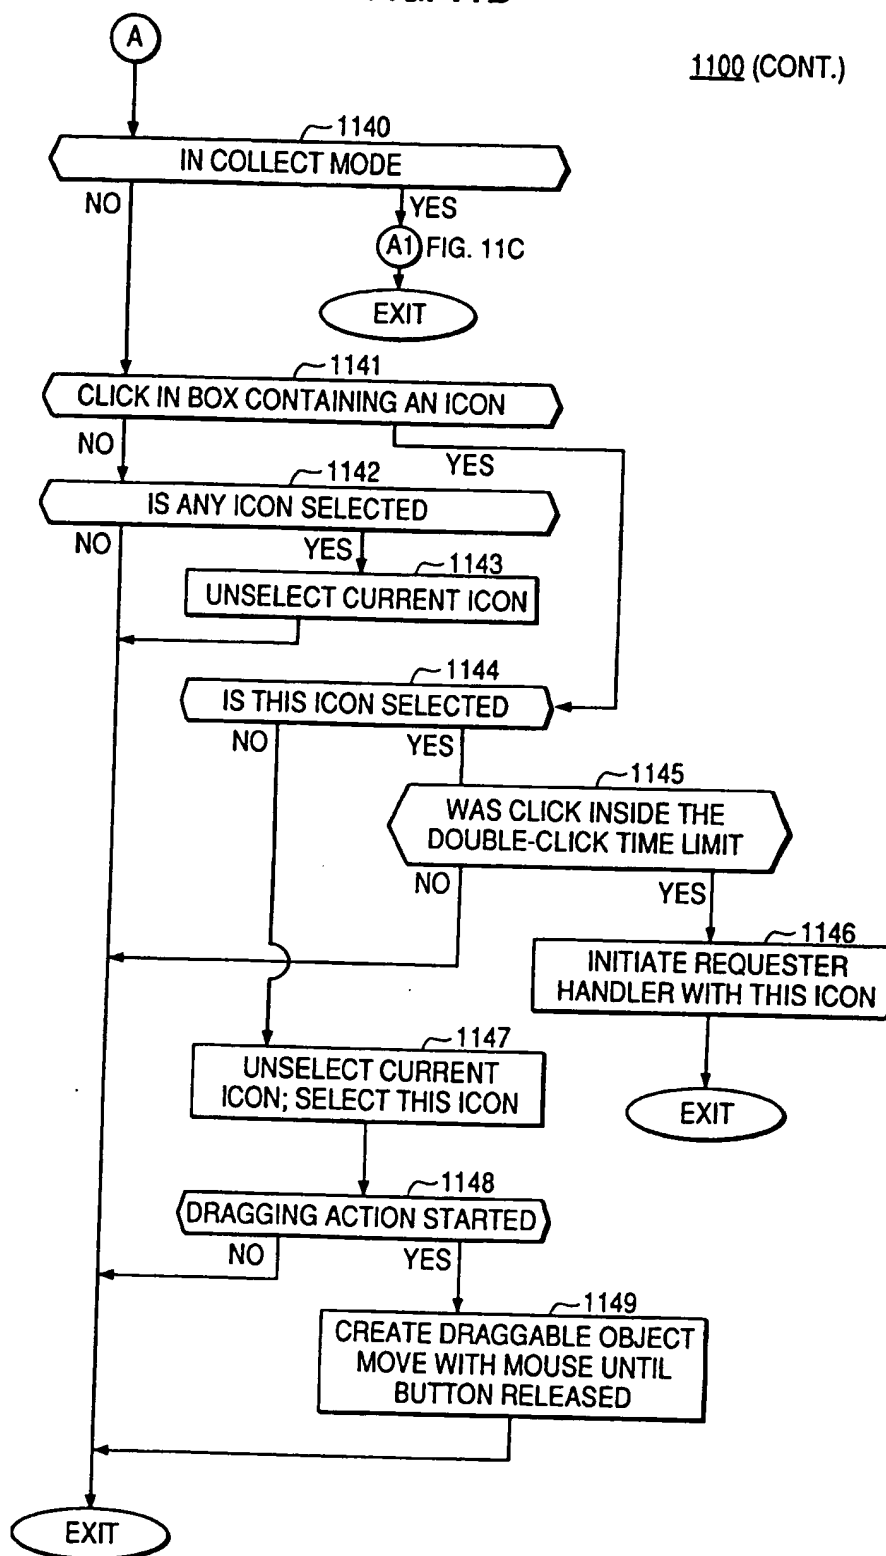 A
1100 (CONT.)
1140
IN COLLECT MODE
NO
YES
A1 FIG. 11C
EXIT
1141
CLICK IN BOX CONTAINING AN ICON
NO
YES
1142
IS ANY ICON SELECTED
NO
YES
1143
UNSELECT CURRENT ICON
1144
IS THIS ICON SELECTED
NO
YES
1145
WAS CLICK INSIDE THE
DOUBLE-CLICK TIME LIMIT
NO
YES
1146
INITIATE REQUESTER
HANDLER WITH THIS ICON
1147
UNSELECT CURRENT
ICON; SELECT THIS ICON
EXIT
1148
DRAGGING ACTION STARTED
NO
YES
1149
CREATE DRAGGABLE OBJECT
MOVE WITH MOUSE UNTIL
BUTTON RELEASED
EXIT